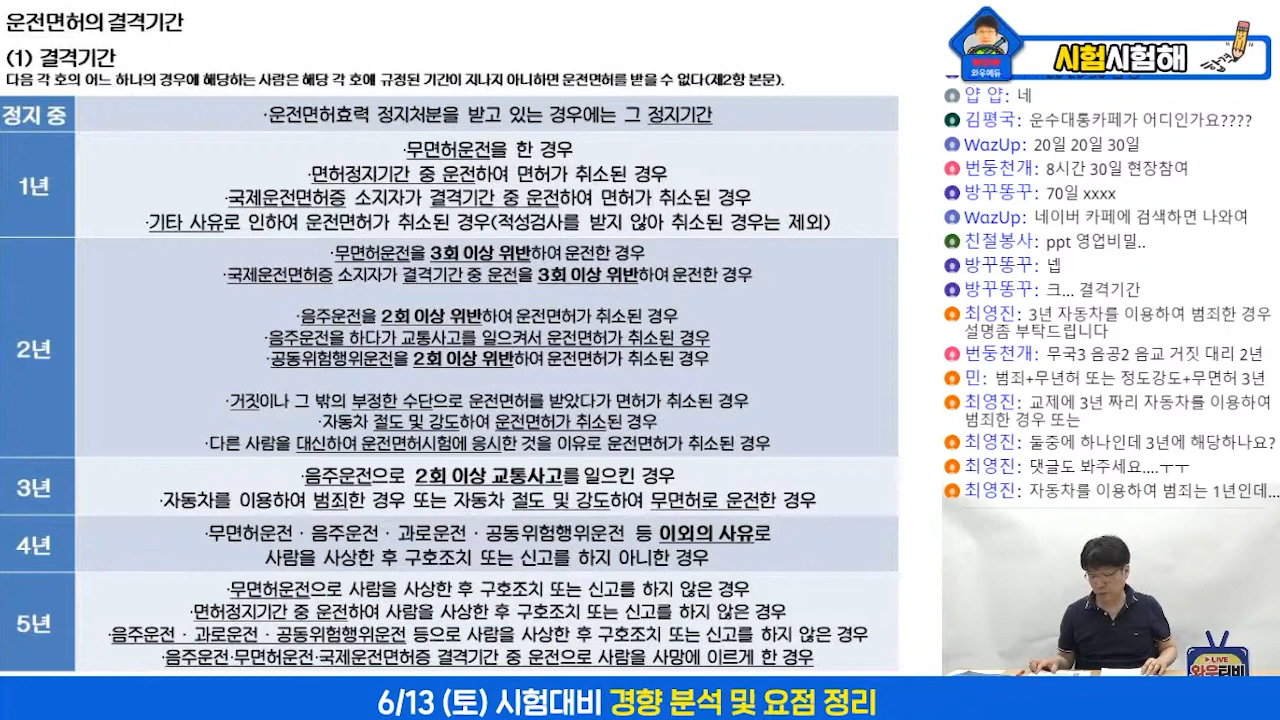 운전면허의 결격기간
(1) 결격기간
다음 각 호의 어느 하나의 경우에 해당하는 사람은 해당 각 호에 규정된 기간이 지나지 아니하면 운전면허를 받을 수 없다(제2항 본문).
정지 중
·운전면허효력 정지처분을 받고 있는 경우에는 그 정지기간
1년
·무면허운전을 한 경우
·면허정지기간 중 운전하여 면허가 취소된 경우
·국제운전면허증 소지자가 결격기간 중 운전하여 면허가 취소된 경우
·기타 사유로 인하여 운전면허가 취소된 경우(적성검사를 받지 않아 취소된 경우는 제외)
2년
·무면허운전을 3회 이상 위반하여 운전한 경우
·국제운전면허증 소지자가 결격기간 중 운전을 3회 이상 위반하여 운전한 경우
·음주운전을 2회 이상 위반하여 운전면허가 취소된 경우
·음주운전을 하다가 교통사고를 일으켜서 운전면허가 취소된 경우
·공동위험행위운전을 2회 이상 위반하여 운전면허가 취소된 경우
·거짓이나 그 밖의 부정한 수단으로 운전면허를 받았다가 면허가 취소된 경우
·자동차 절도 및 강도하여 운전면허가 취소된 경우
·다른 사람을 대신하여 운전면허시험에 응시한 것을 이유로 운전면허가 취소된 경우
3년
·음주운전으로 2회 이상 교통사고를 일으킨 경우
·자동차를 이용하여 범죄한 경우 또는 자동차 절도 및 강도하여 무면허로 운전한 경우
4년
·무면허운전 · 음주운전 · 과로운전 · 공동위험행위운전 등 이외의 사유로
사람을 사상한 후 구호조치 또는 신고를 하지 아니한 경우
5년
·무면허운전으로 사람을 사상한 후 구호조치 또는 신고를 하지 않은 경우
·면허정지기간 중 운전하여 사람을 사상한 후 구호조치 또는 신고를 하지 않은 경우
·음주운전 · 과로운전 · 공동위험행위운전 등으로 사람을 사상한 후 구호조치 또는 신고를 하지 않은 경우
·음주운전·무면허운전·국제운전면허증 결격기간 중 운전으로 사람을 사망에 이르게 한 경우
와우에듀
시험시험해
얍 얍: 네
김평국: 운수대통카페가 어디인가요????
WazUp: 20일 20일 30일
번둥천개: 8시간 30일 현장참여
방꾸똥꾸: 70일 xxxx
WazUp: 네이버 카페에 검색하면 나와여
친절봉사: ppt 영업비밀..
방꾸똥꾸: 넵
방꾸똥꾸: 크... 결격기간
최영진: 3년 자동차를 이용하여 범죄한 경우
설명좀 부탁드립니다
번둥천개: 무국3 음공2 음교 거짓 대리 2년
민: 범죄+무년허 또는 정도강도+무면허 3년
최영진: 교제에 3년 짜리 자동차를 이용하여
범죄한 경우 또는
최영진: 둘중에 하나인데 3년에 해당하나요?
최영진: 댓글도 봐주세요....ㅜㅜ
최영진: 자동차를 이용하여 범죄는 1년인데...
LIVE
와우티비
6/13 (토) 시험대비 경향 분석 및 요점 정리